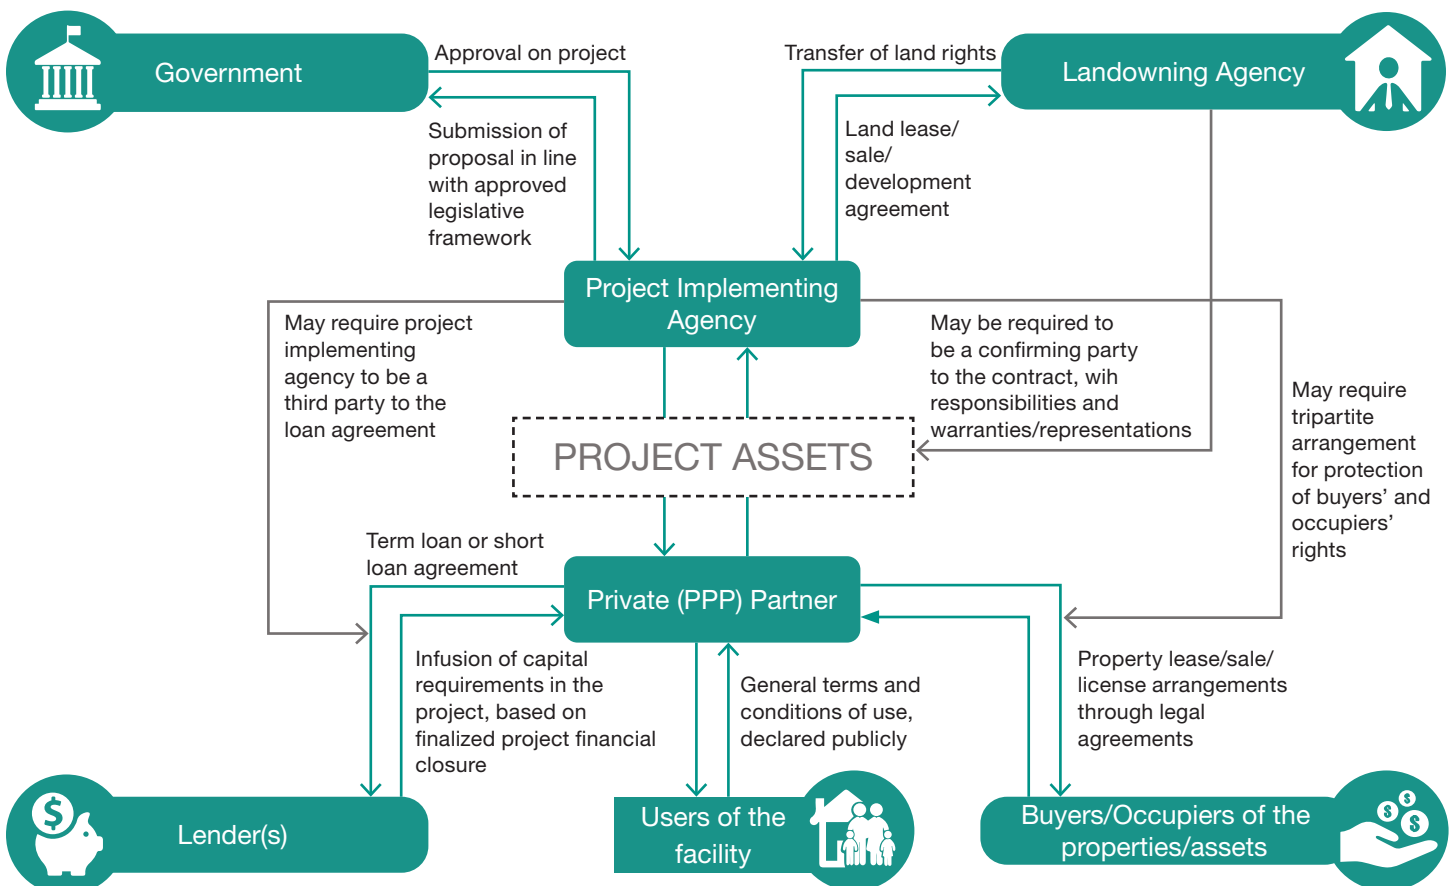 Government
Approval on project
Transfer of land rights
Landowning Agency
Submission of
proposal in line
with approved
legislative
framework
Land lease/
sale/
development
agreement
Project Implementing
Agency
May require project
implementing
agency to be a
third party to the
loan agreement
May be required to
be a confirming party
to the contract, wih
responsibilities and
warranties/representations
May require
tripartite
arrangement
for protection
of buyers’ and
occupiers’
rights
PROJECT ASSETS
Term loan or short
loan agreement
Private (PPP) Partner
Infusion of capital
requirements in the
project, based on
finalized project financial
closure
General terms and
conditions of use,
declared publicly
Property lease/sale/
license arrangements
through legal
agreements
$
Lender(s)
Users of the
facility
Buyers/Occupiers of the
properties/assets
$
$
$